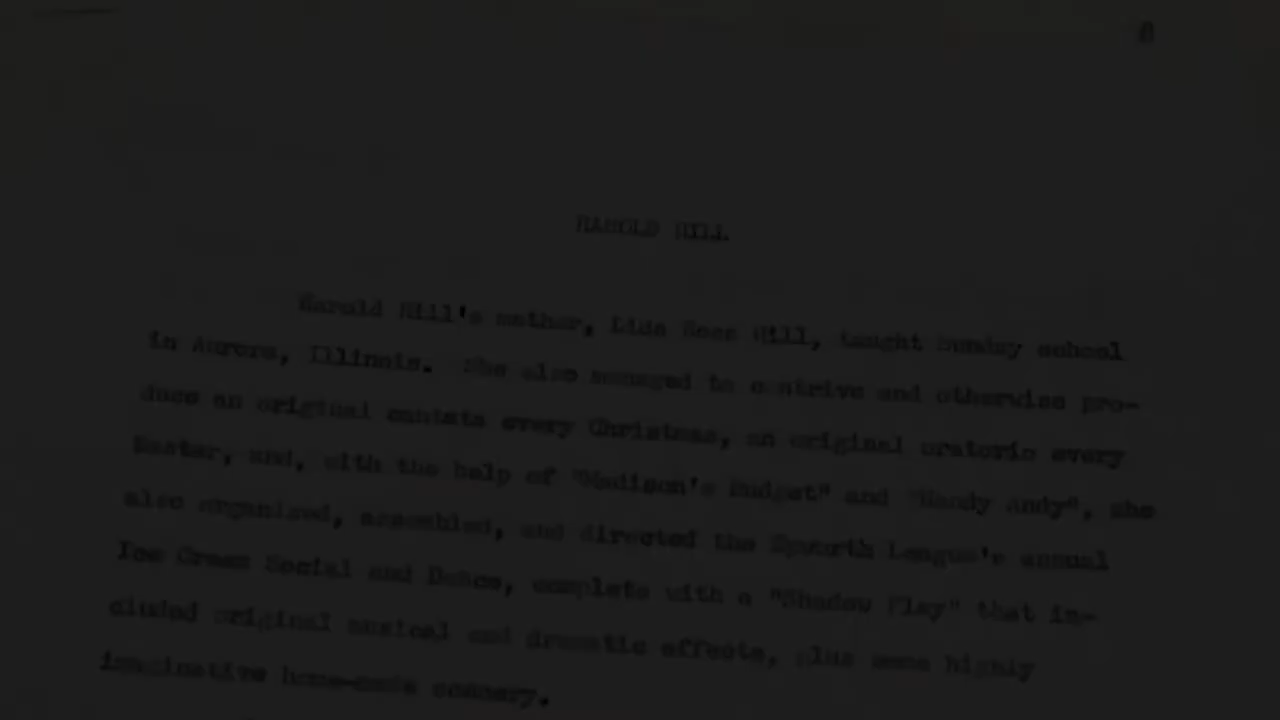 8
HAROLD HILL
Harold Hill's mother, Lida Hill, taught Sunday school
in Aurora, Illinois. She also managed to contrive and otherwise pro-
duce an original cantata every Christmas, an original oratorio every
Easter, and, with the help of "Madison's Budget" and "Handy Andy", she
also organized, assembled, and directed the Epworth League's annual
Ice Cream Social and Dance, complete with a "Shadow Play" that in-
cluded original musical and dramatic effects, plus some highly
imaginative home-made scenery.